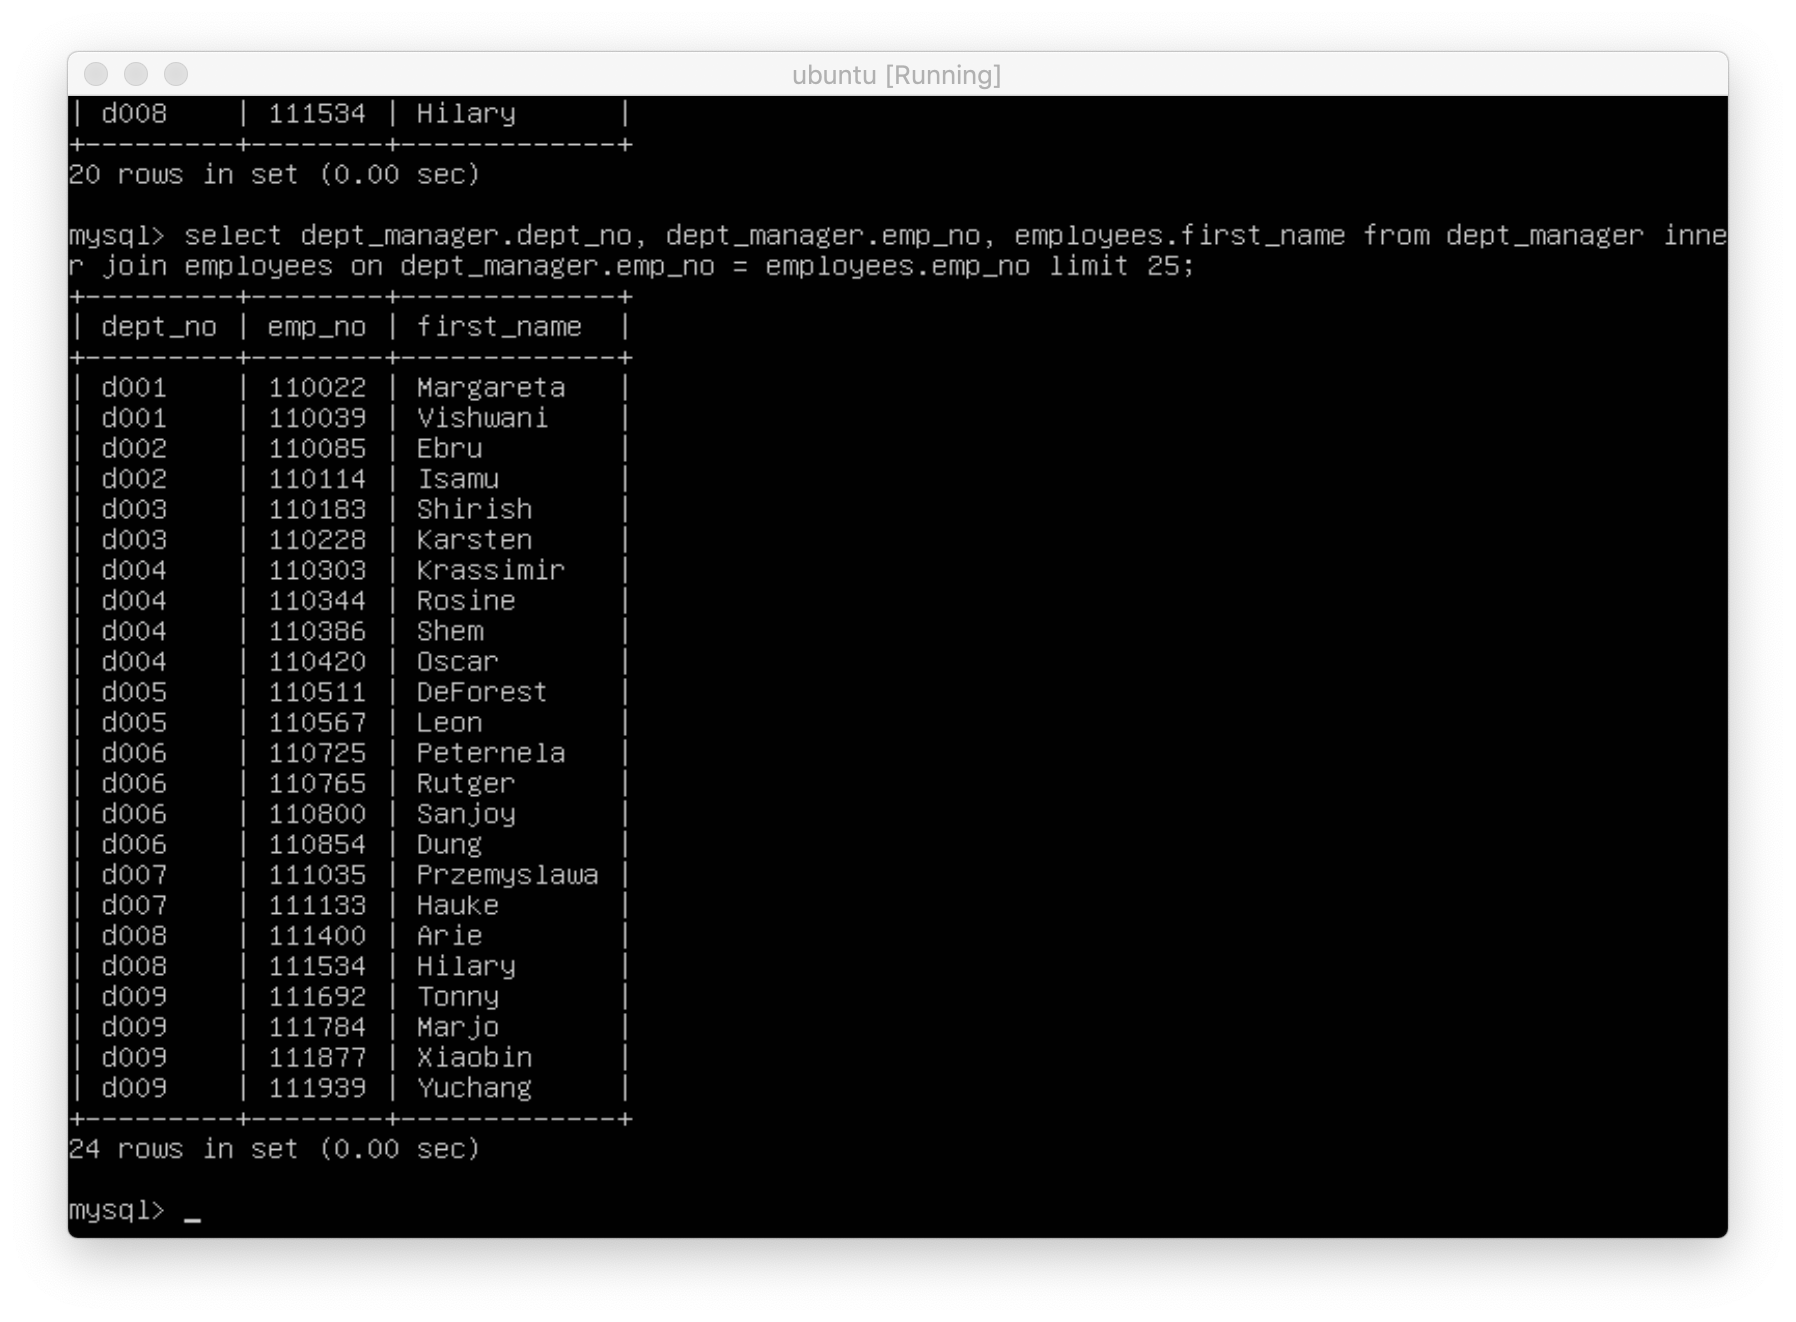 ubuntu [Running]
| d008    | 111534 | Hilary      |
+---------+--------+-------------+
20 rows in set (0.00 sec)
mysql> select dept_manager.dept_no, dept_manager.emp_no, employees.first_name from dept_manager inne
r join employees on dept_manager.emp_no = employees.emp_no limit 25;
+---------+--------+-------------+
| dept_no | emp_no | first_name  |
+---------+--------+-------------+
| d001    | 110022 | Margareta   |
| d001    | 110039 | Vishwani    |
| d002    | 110085 | Ebru        |
| d002    | 110114 | Isamu       |
| d003    | 110183 | Shirish     |
| d003    | 110228 | Karsten     |
| d004    | 110303 | Krassimir   |
| d004    | 110344 | Rosine      |
| d004    | 110386 | Shem        |
| d004    | 110420 | Oscar       |
| d005    | 110511 | DeForest    |
| d005    | 110567 | Leon        |
| d006    | 110725 | Peternela   |
| d006    | 110765 | Rutger      |
| d006    | 110800 | Sanjoy      |
| d006    | 110854 | Dung        |
| d007    | 111035 | Przemyslawa |
| d007    | 111133 | Hauke       |
| d008    | 111400 | Arie        |
| d008    | 111534 | Hilary      |
| d009    | 111692 | Tonny       |
| d009    | 111784 | Marjo       |
| d009    | 111877 | Xiaobin     |
| d009    | 111939 | Yuchang     |
+---------+--------+-------------+
24 rows in set (0.00 sec)
mysql> _